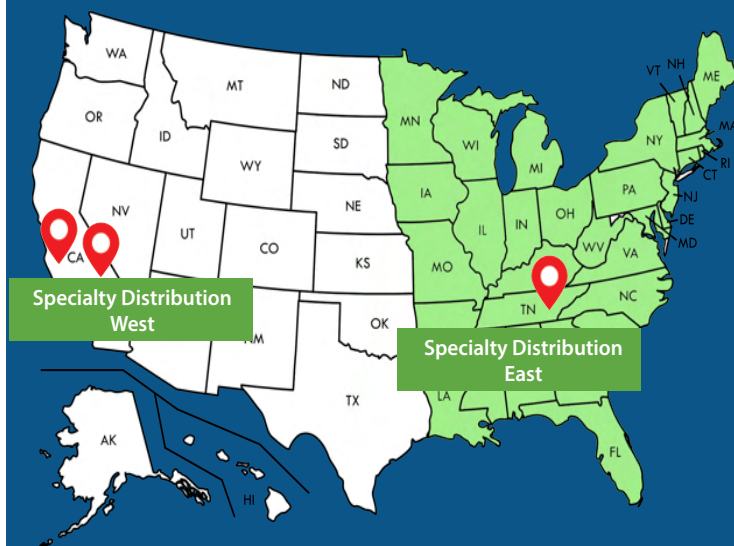 WA
MT
ND
OR
ID
SD
WY
NE
NV
UT
CO
KS
CA
OK
NM
TX
AK
HI
MN
WI
MI
IA
IL
IN
OH
MO
WV
VA
TN
NC
LA
FL
PA
NY
VT
NH
ME
MA
RI
CT
NJ
DE
MD
Specialty Distribution
West
Specialty Distribution
East